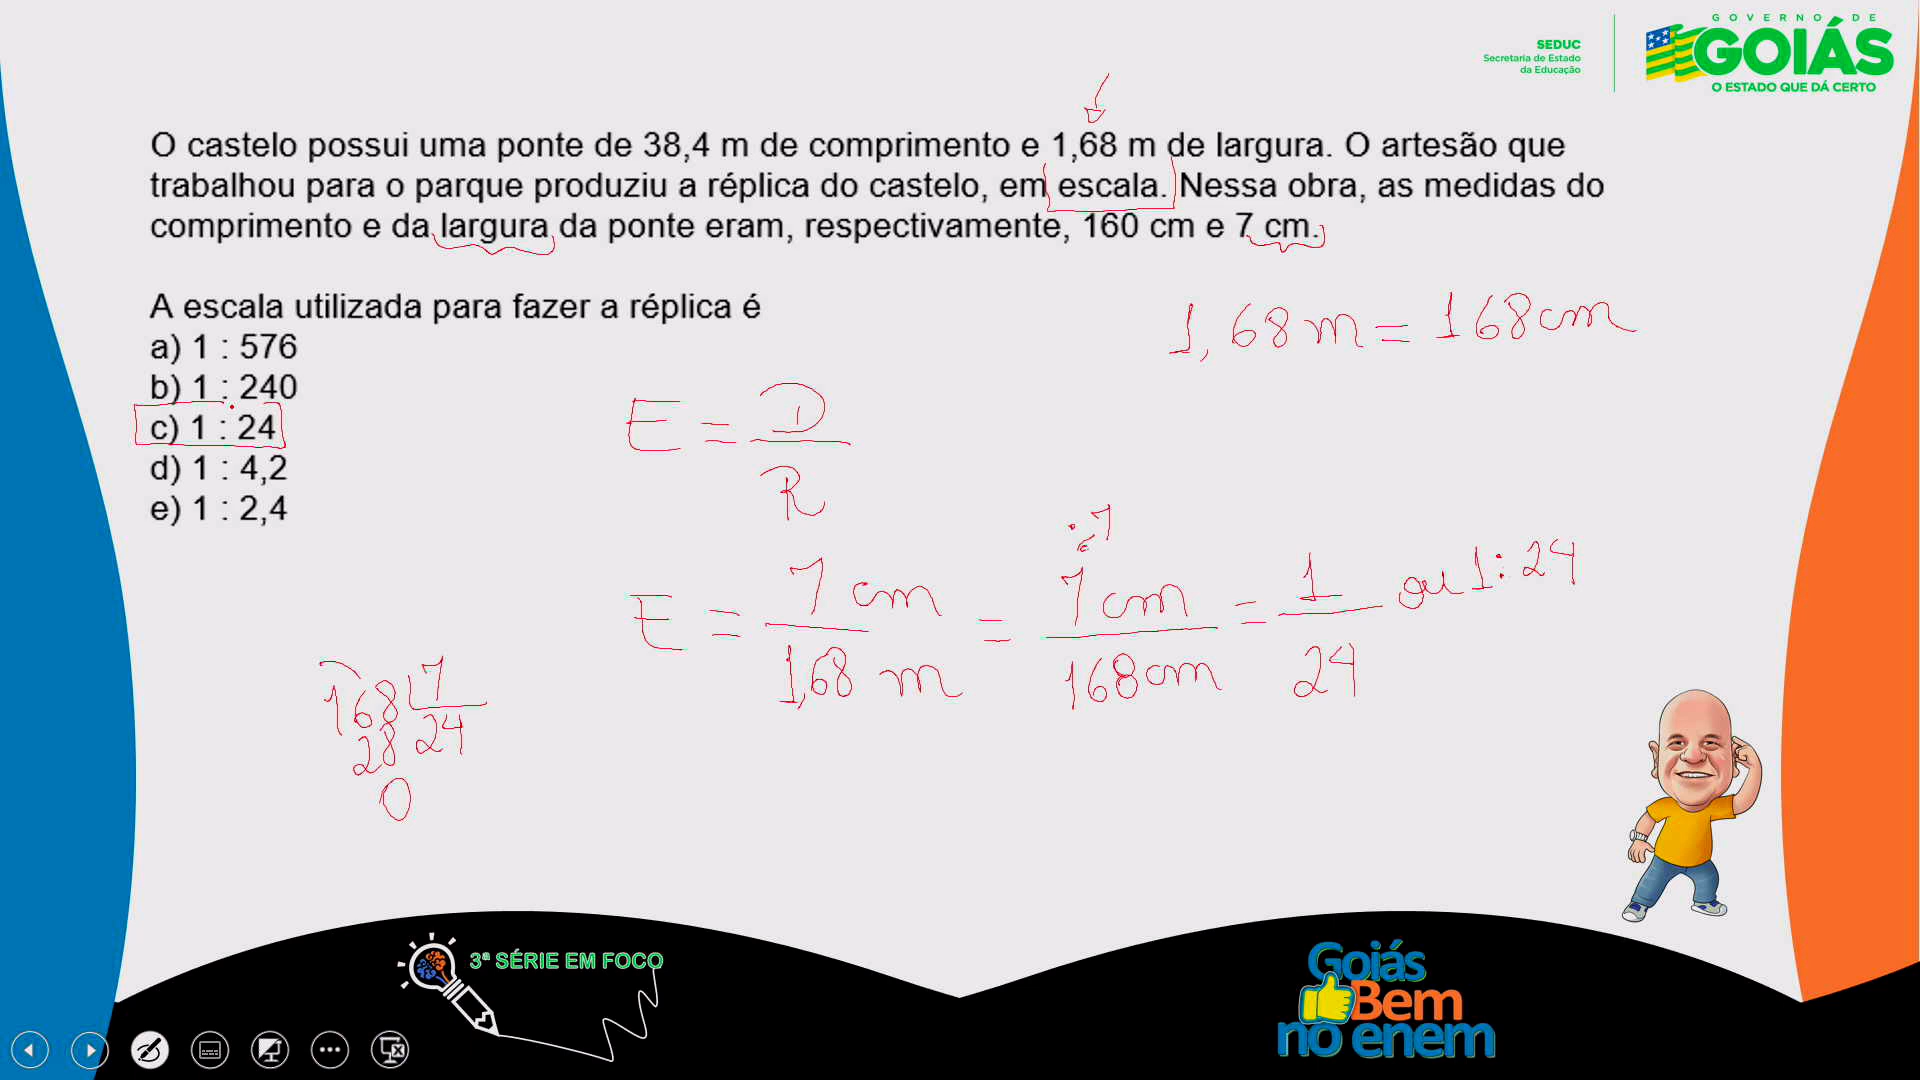 GOVERNO DE
GOIÁS
O ESTADO QUE DÁ CERTO
SEDUC
Secretaria de Estado
da Educação
O castelo possui uma ponte de 38,4 m de comprimento e 1,68 m de largura. O artesão que
trabalhou para o parque produziu a réplica do castelo, em escala. Nessa obra, as medidas do
comprimento e da largura da ponte eram, respectivamente, 160 cm e 7 cm.
A escala utilizada para fazer a réplica é
a) 1 : 576
b) 1 : 240
c) 1 : 24
d) 1 : 4,2
e) 1 : 2,4
1,68 m = 168 cm
E = D/R
:7
E = 7 cm/1,68 m = 7 cm/168 cm = 1/24 ou 1:24
168 7
28 24
0
3ª SÉRIE EM FOCO
Goiás
Bem
no enem